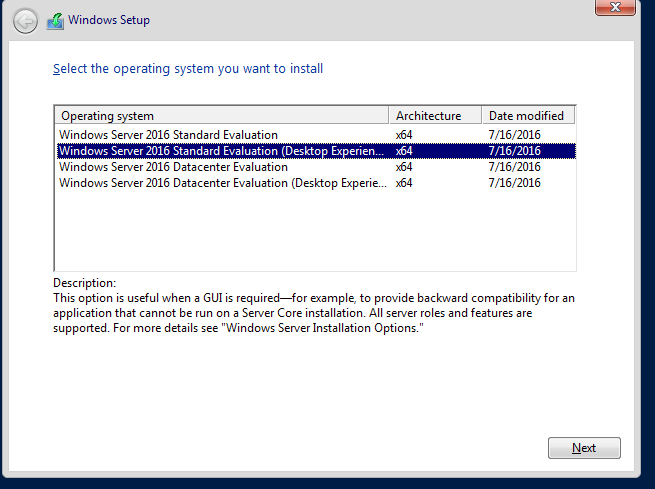 Windows Setup
Select the operating system you want to install
Operating system Architecture Date modified
Windows Server 2016 Standard Evaluation x64 7/16/2016
Windows Server 2016 Standard Evaluation (Desktop Experien... x64 7/16/2016
Windows Server 2016 Datacenter Evaluation x64 7/16/2016
Windows Server 2016 Datacenter Evaluation (Desktop Experie... x64 7/16/2016
Description:
This option is useful when a GUI is required—for example, to provide backward compatibility for an
application that cannot be run on a Server Core installation. All server roles and features are
supported. For more details see "Windows Server Installation Options."
Next